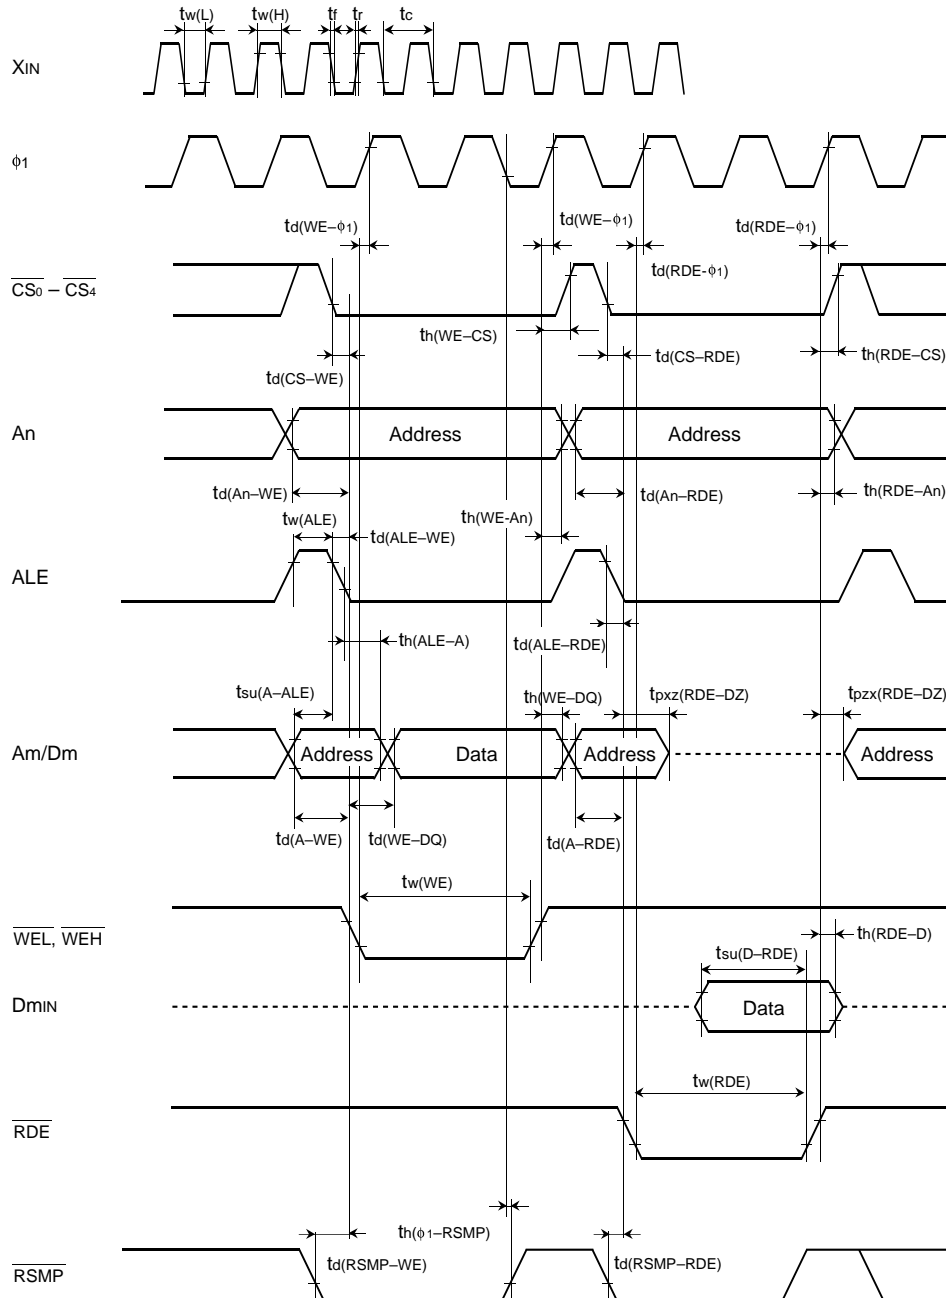 tw(L) tw(H) tf tr tc
XIN
ϕ1
td(WE–ϕ1) td(WE–ϕ1) td(RDE–ϕ1)
td(RDE-ϕ1)
CS0 – CS4
th(WE–CS) td(CS–RDE) th(RDE–CS)
td(CS–WE)
An Address Address
td(An–WE) td(An–RDE) th(RDE–An)
tw(ALE) th(WE-An)
td(ALE–WE)
ALE
th(ALE–A) td(ALE–RDE)
tsu(A–ALE) th(WE–DQ) tpxz(RDE–DZ) tpzx(RDE–DZ)
Am/Dm Address Data Address Address
td(A–WE) td(WE–DQ) td(A–RDE)
tw(WE)
WEL, WEH
th(RDE–D)
tsu(D–RDE)
DmIN Data
tw(RDE)
RDE
th(ϕ1–RSMP)
td(RSMP–WE) td(RSMP–RDE)
RSMP